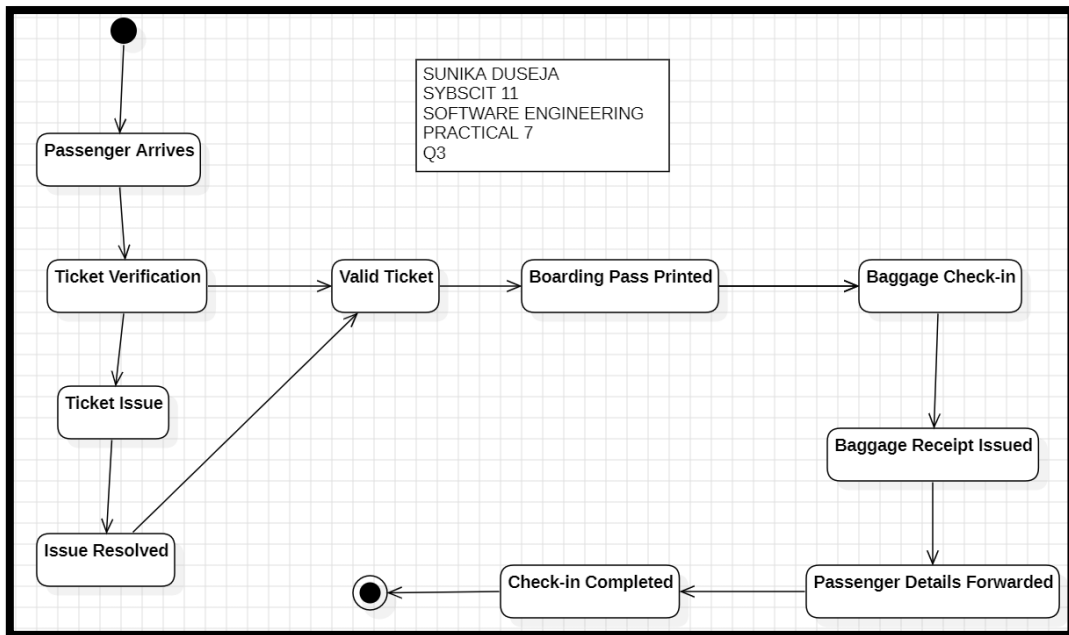 SUNIKA DUSEJA
SYBSCIT 11
SOFTWARE ENGINEERING
PRACTICAL 7
Q3
Passenger Arrives
Ticket Verification
Valid Ticket
Boarding Pass Printed
Baggage Check-in
Ticket Issue
Baggage Receipt Issued
Issue Resolved
Check-in Completed
Passenger Details Forwarded